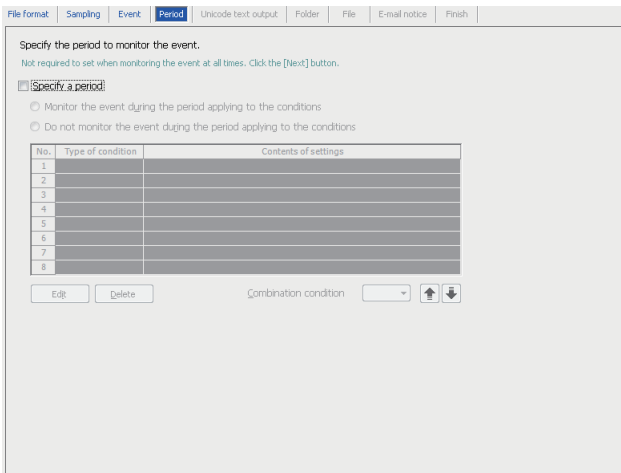 File format Sampling Event Period Unicode text output Folder File E-mail notice Finish
Specify the period to monitor the event.
Not required to set when monitoring the event at all times. Click the [Next] button.
Specify a period
Monitor the event during the period applying to the conditions
Do not monitor the event during the period applying to the conditions
No. Type of condition Contents of settings
1
2
3
4
5
6
7
8
Edit Delete Combination condition